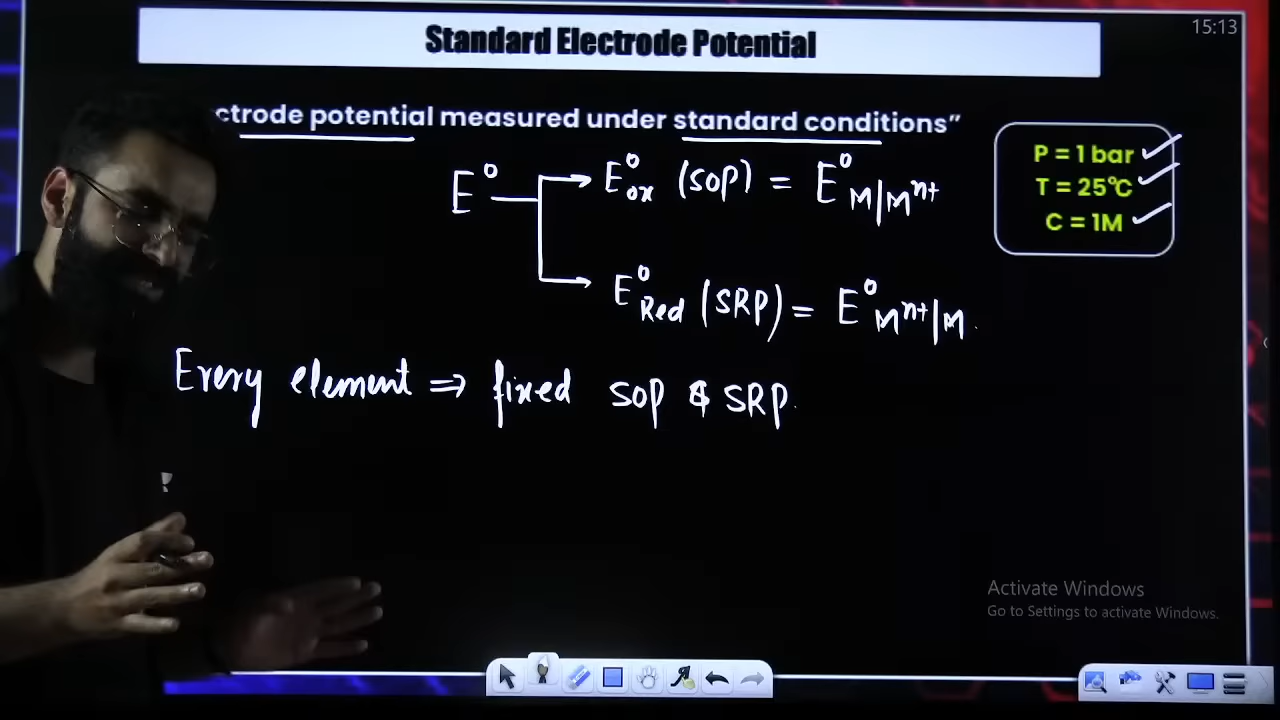 15:13
Standard Electrode Potential
ctrode potential measured under standard conditions”
P = 1 bar
T = 25°C
C = 1M
E° → E°ox (SOP) = E° M|Mⁿ⁺
E°Red (SRP) = E° Mⁿ⁺|M.
Every element ⇒ fixed SOP & SRP.
Activate Windows
Go to Settings to activate Windows.